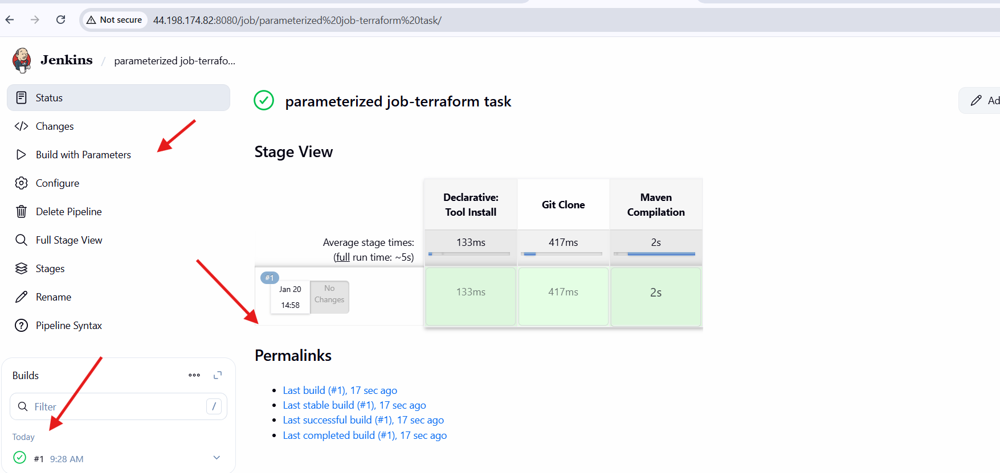 Not secure
44.198.174.82:8080/job/parameterized%20job-terraform%20task/
Jenkins / parameterized job-terrafo...
Status
Changes
Build with Parameters
Configure
Delete Pipeline
Full Stage View
Stages
Rename
Pipeline Syntax
Builds
Filter
/
Today
#1 9:28 AM
parameterized job-terraform task
Ad
Stage View
Declarative:
Tool Install
Git Clone
Maven
Compilation
Average stage times:
(full run time: ~5s)
133ms
417ms
2s
#1
Jan 20
14:58
No
Changes
133ms
417ms
2s
Permalinks
Last build (#1), 17 sec ago
Last stable build (#1), 17 sec ago
Last successful build (#1), 17 sec ago
Last completed build (#1), 17 sec ago